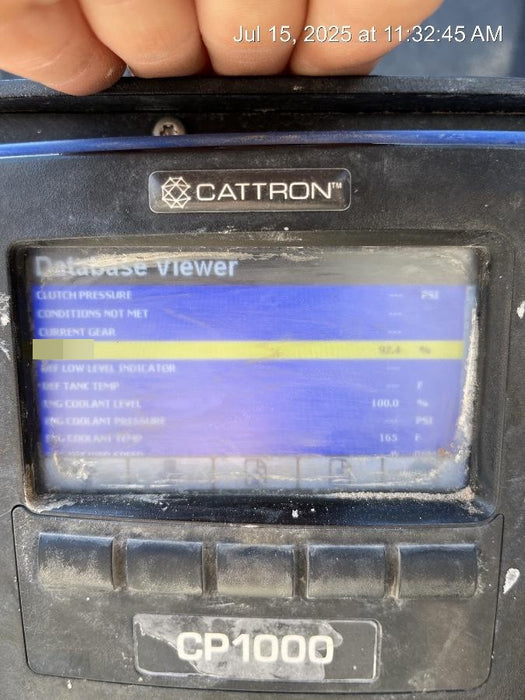 Jul 15, 2025 at 11:32:45 AM
CATTRON™
Database Viewer
CLUTCH PRESSURE --- PSI
CONDITIONS NOT MET ---
CURRENT GEAR ---
92.4 %
DEF LOW LEVEL INDICATOR ---
DEF TANK TEMP --- F
ENG COOLANT LEVEL 100.0 %
ENG COOLANT PRESSURE --- PSI
ENG COOLANT TEMP 165 F
CP1000